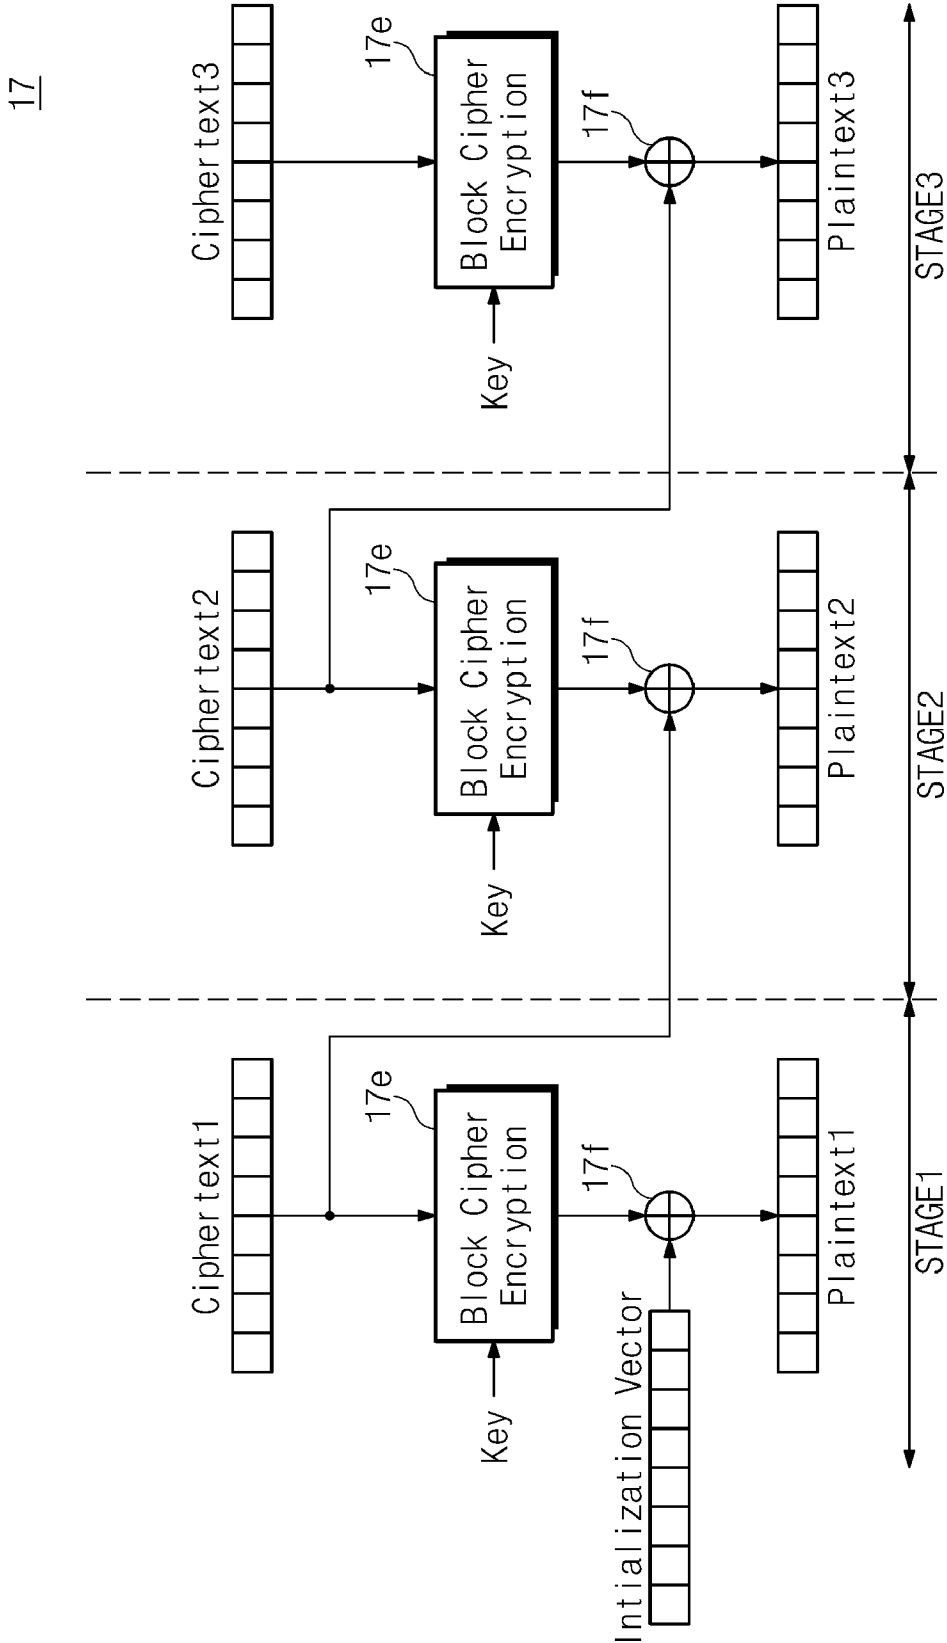 17
Ciphertext1
Ciphertext2
Ciphertext3
17e
17e
17e
Key
Block Cipher
Encryption
Key
Block Cipher
Encryption
Key
Block Cipher
Encryption
17f
17f
17f
Intialization Vector
Plaintext1
Plaintext2
Plaintext3
STAGE1
STAGE2
STAGE3